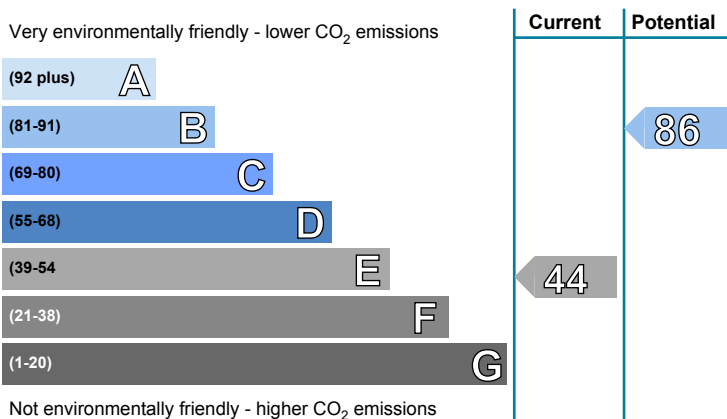 Very environmentally friendly - lower CO2 emissions
Current Potential
(92 plus) A
(81-91) B
86
(69-80) C
(55-68) D
(39-54 E
44
(21-38) F
(1-20) G
Not environmentally friendly - higher CO2 emissions